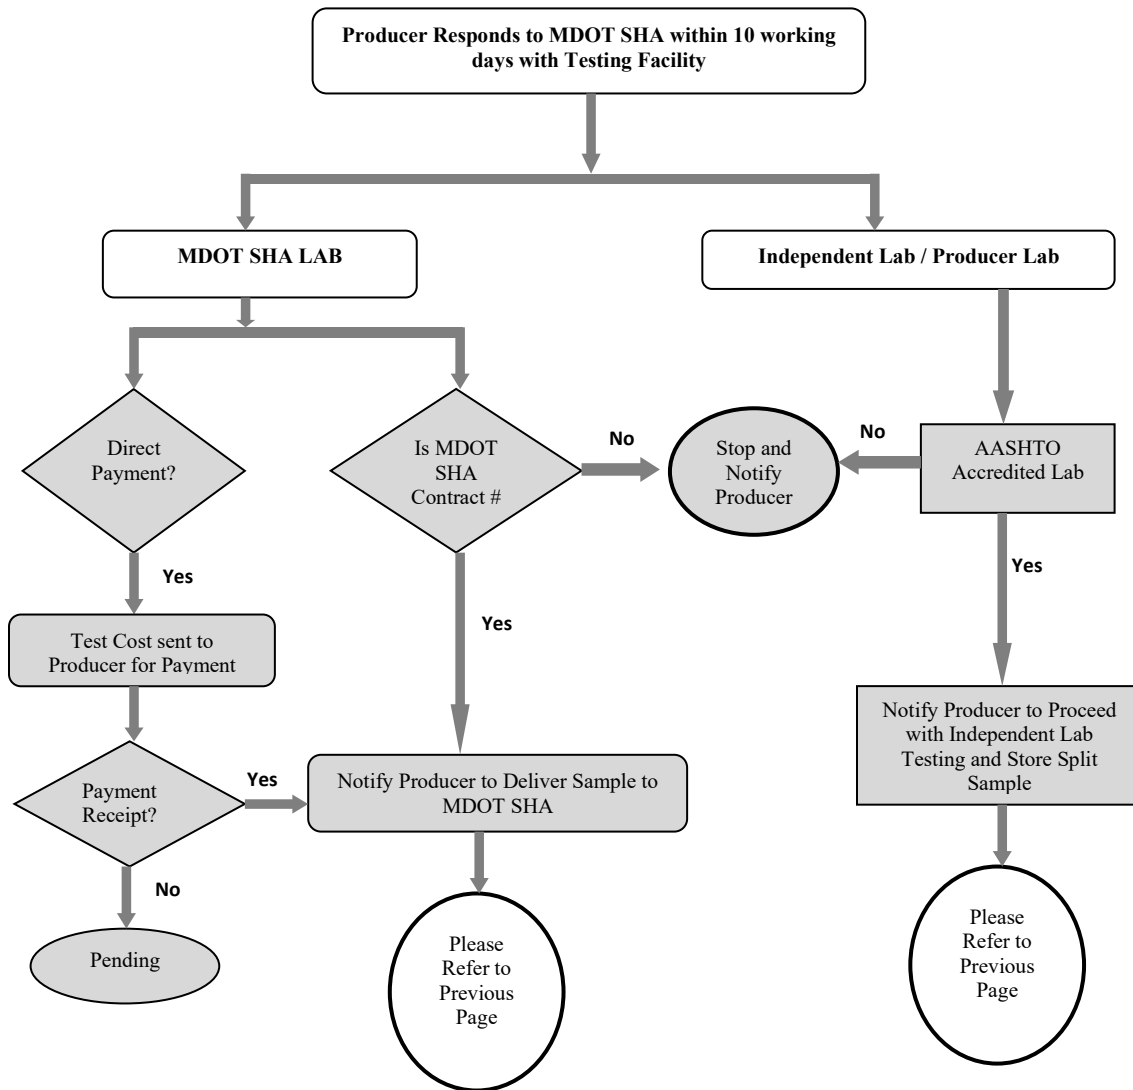 Producer Responds to MDOT SHA within 10 working
days with Testing Facility
MDOT SHA LAB
Independent Lab / Producer Lab
Direct
Payment?
Is MDOT
SHA
Contract #
No
Stop and
Notify
Producer
No
AASHTO
Accredited Lab
Yes
Yes
Yes
Test Cost sent to
Producer for Payment
Notify Producer to Proceed
with Independent Lab
Testing and Store Split
Sample
Payment
Receipt?
Yes
Notify Producer to Deliver Sample to
MDOT SHA
No
Pending
Please
Refer to
Previous
Page
Please
Refer to
Previous
Page